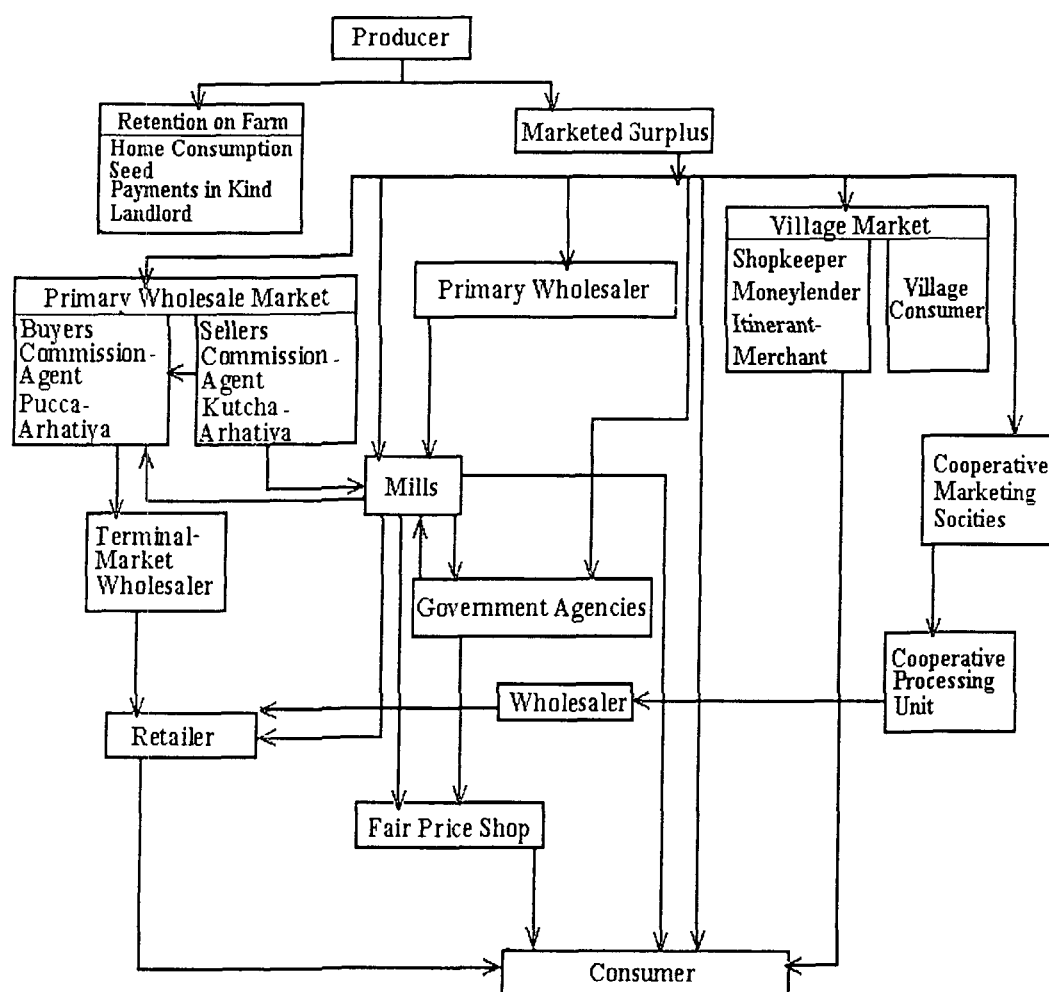 Producer
Retention on Farm
Home Consumption
Seed
Payments in Kind
Landlord
Marketed Surplus
Village Market
Shopkeeper
Moneylender
Itinerant-
Merchant
Village
Consumer
Primary Wholesale Market
Buyers
Commission-
Agent
Pucca-
Arhatiya
Sellers
Commission-
Agent
Kutcha-
Arhatiya
Primary Wholesaler
Mills
Cooperative
Marketing
Socities
Terminal-
Market
Wholesaler
Government Agencies
Cooperative
Processing
Unit
Wholesaler
Retailer
Fair Price Shop
Consumer